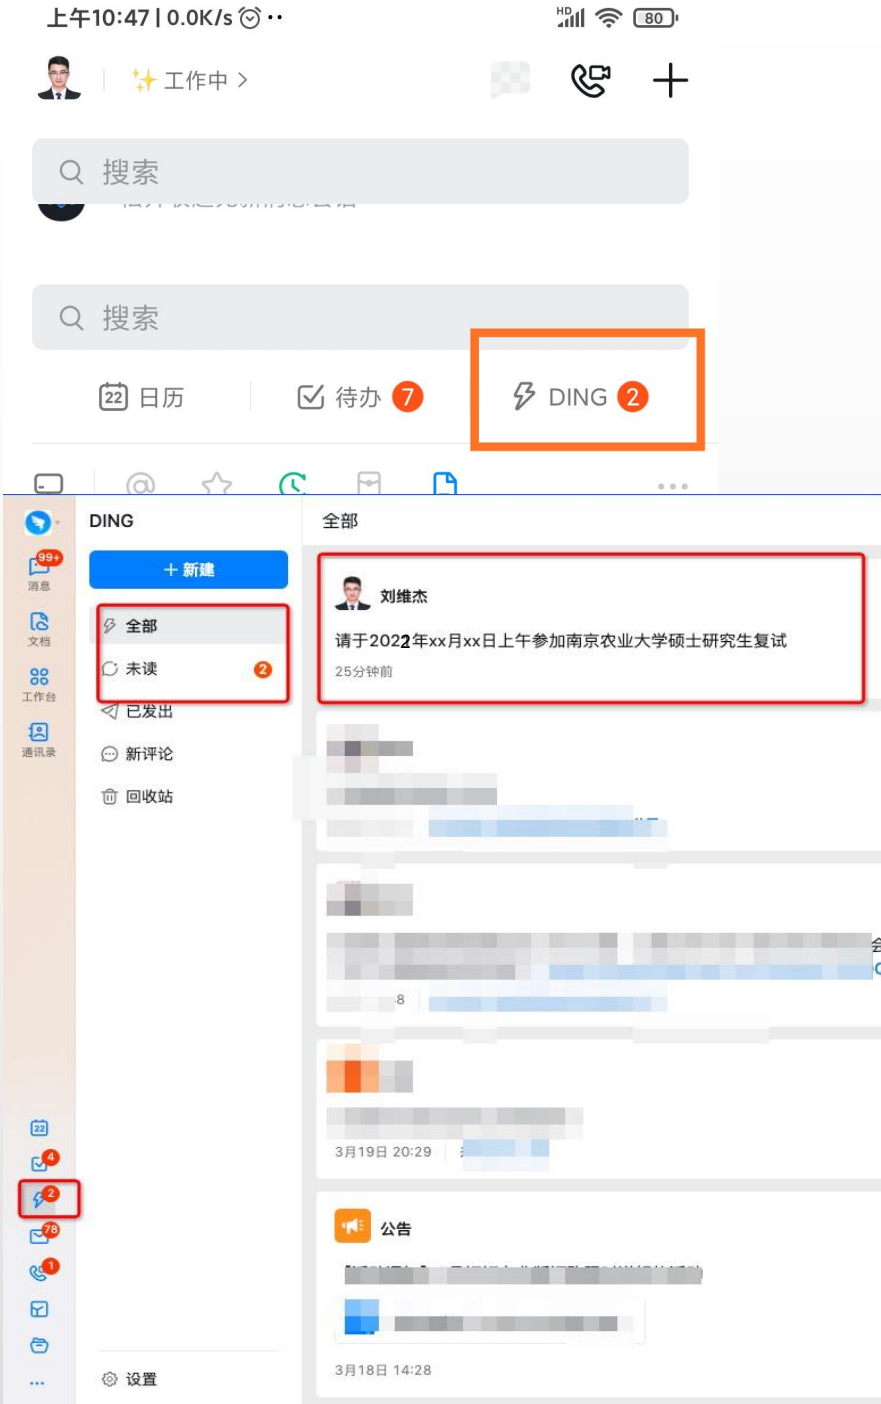 上午10:47 | 0.0K/s
HD
80
工作中 >
搜索
搜索
22 日历
待办 7
DING 2
DING
全部
99+
消息
+ 新建
刘维杰
全部
文档
请于2022年xx月xx日上午参加南京农业大学硕士研究生复试
未读 2
25分钟前
工作台
已发出
通讯录
新评论
回收站
会
8
22
3月19日 20:29
4
2
78
公告
1
3月18日 14:28
设置